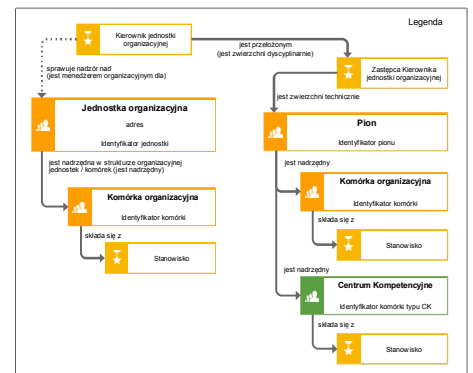 Legenda
Kierownik jednostki
organizacyjnej
jest przełożonym
(jest zwierzchni dyscyplinarnie)
sprawuje nadzór nad
(jest menedżerem organizacyjnym dla)
Zastępca Kierownika
jednostki organizacyjnej
jest zwierzchni technicznie
Jednostka organizacyjna
adres
Identyfikator jednostki
Pion
Identyfikator pionu
jest nadrzędna w strukturze organizacyjnej
jednostek / komórek (jest nadrzędny)
jest nadrzędny
Komórka organizacyjna
Identyfikator komórki
Komórka organizacyjna
Identyfikator komórki
składa się z
Stanowisko
składa się z
Stanowisko
jest nadrzędny
Centrum Kompetencyjne
Identyfikator komórki typu CK
składa się z
Stanowisko